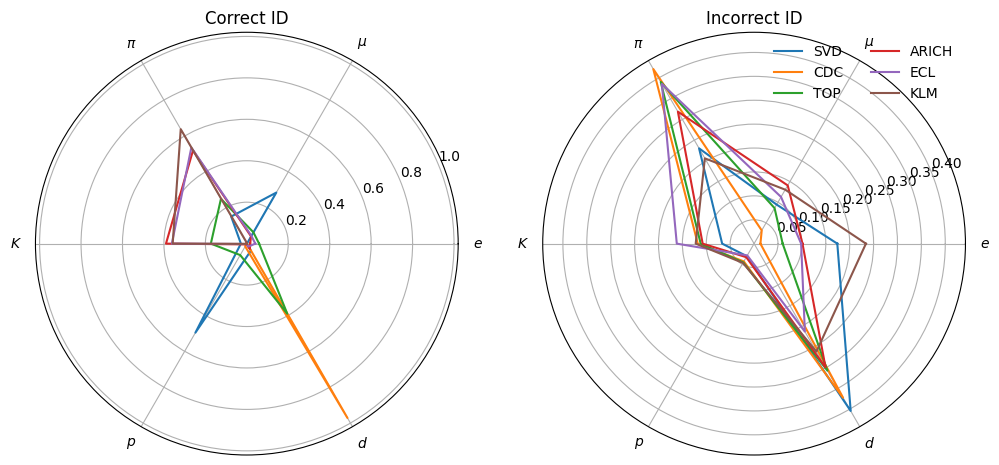 Correct ID
π
μ
K
e
p
d
0.2
0.4
0.6
0.8
1.0
Incorrect ID
π
μ
K
e
p
d
0.05
0.10
0.15
0.20
0.25
0.30
0.35
0.40
SVD
CDC
TOP
ARICH
ECL
KLM